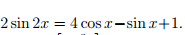 2 sin 2x = 4 cos x−sin x+1.